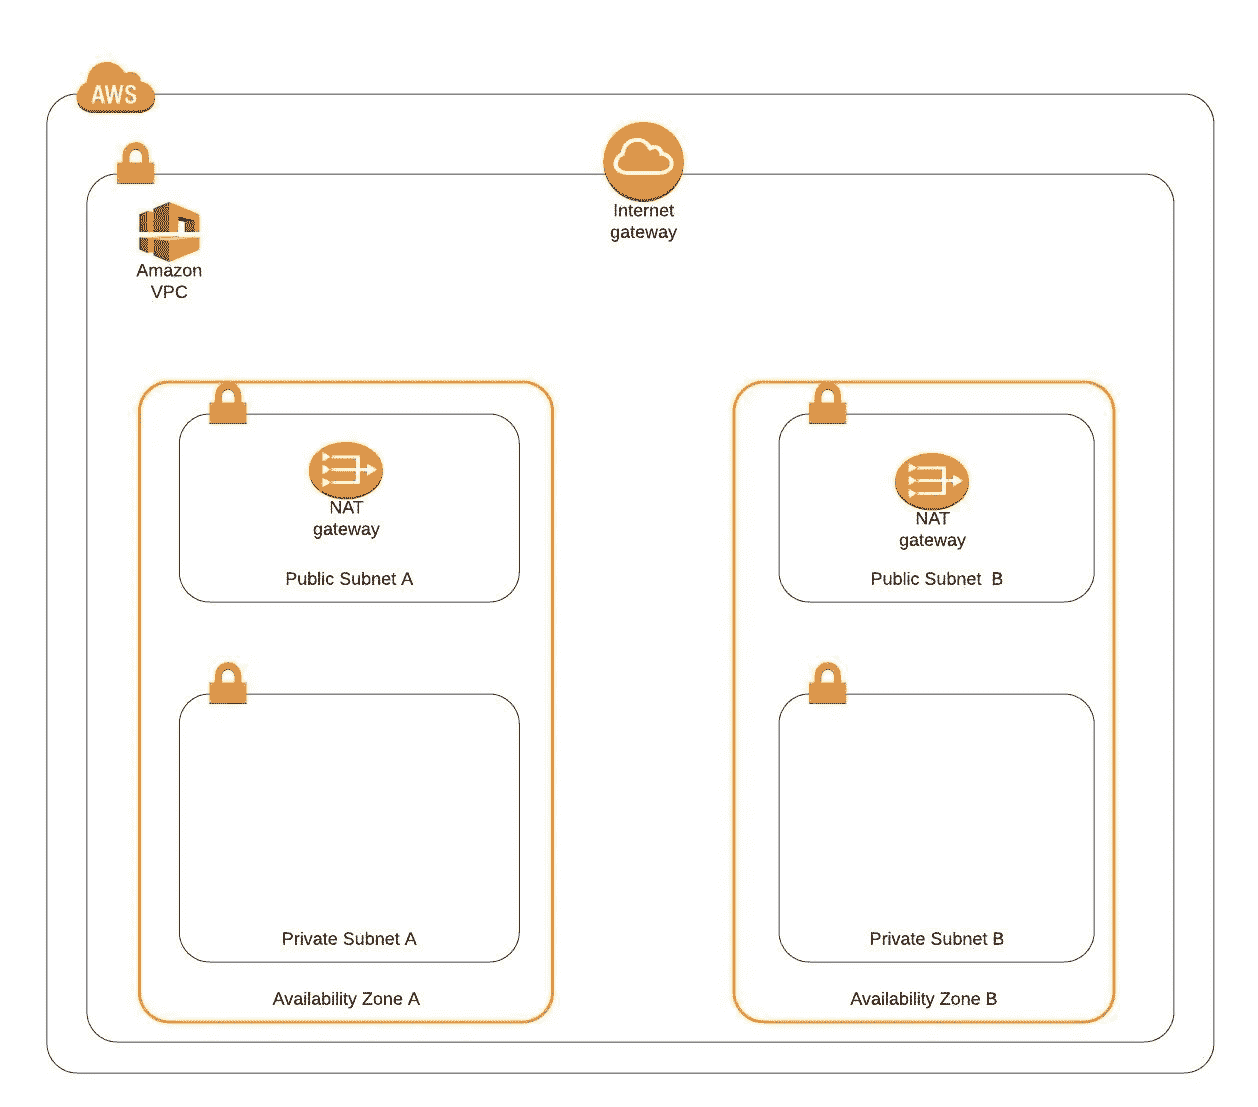 AWS
Internet
gateway
Amazon
VPC
NAT
gateway
Public Subnet A
NAT
gateway
Public Subnet  B
Private Subnet A
Private Subnet B
Availability Zone A
Availability Zone B